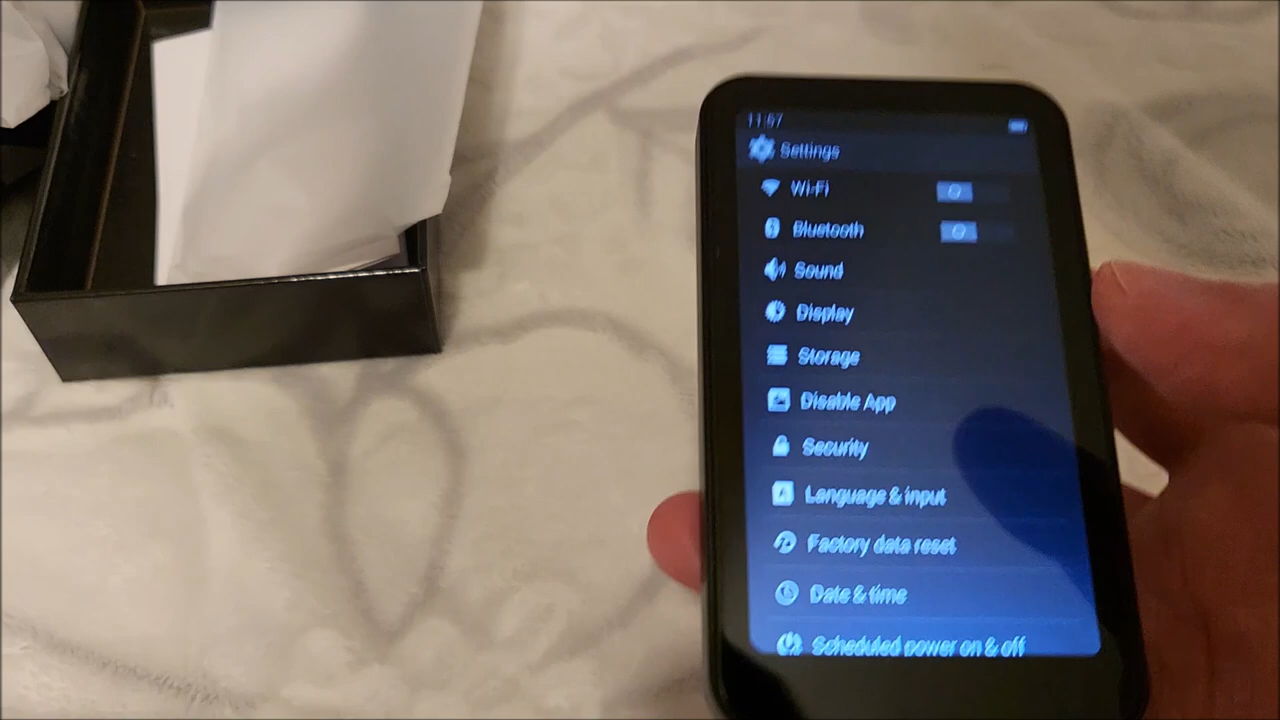 11:57
Settings
Wi-Fi
Bluetooth
Sound
Display
Storage
Disable App
Security
Language & input
Factory data reset
Date & time
Scheduled power on & off